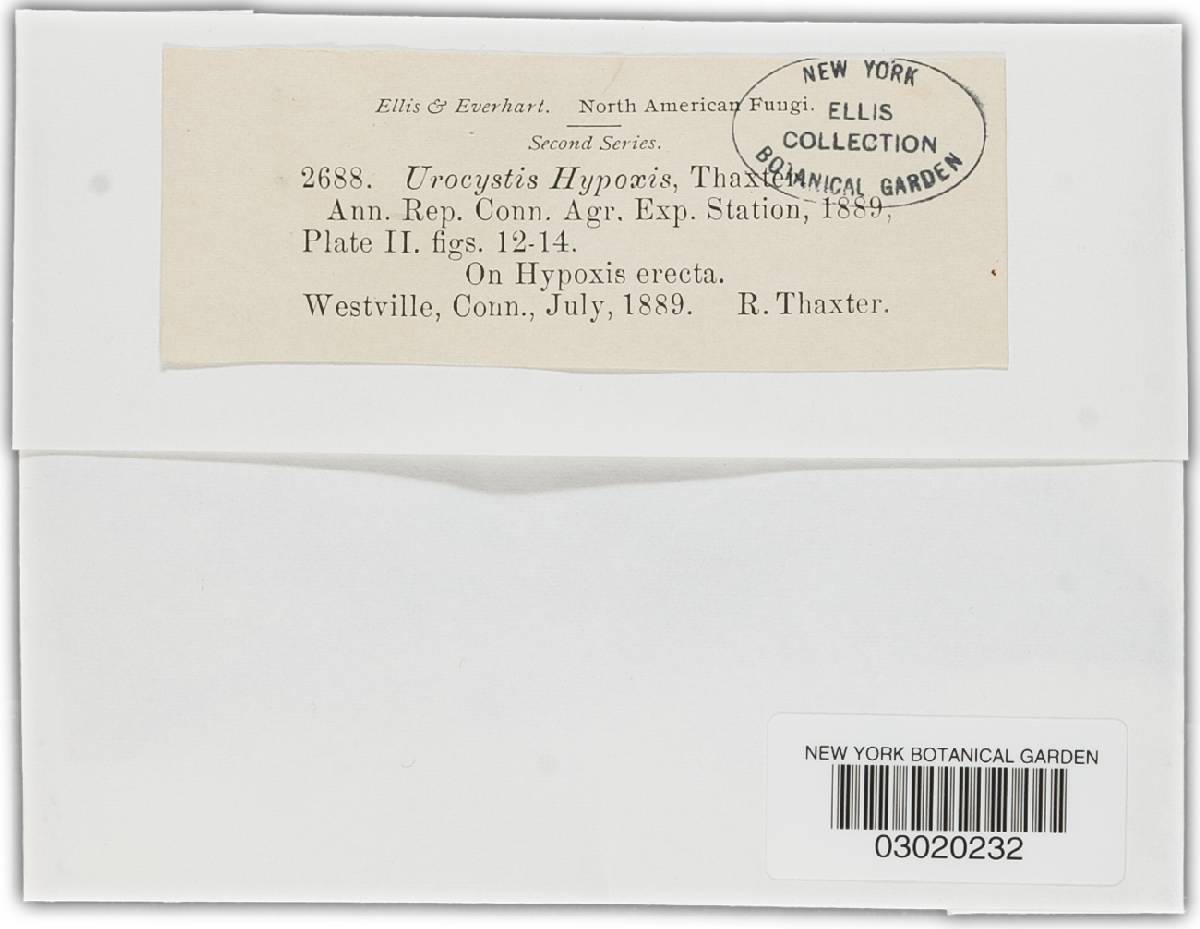 Ellis & Everhart. North American Fungi.
Second Series.
2688. Urocystis Hypoxis, Thaxter.
Ann. Rep. Conn. Agr. Exp. Station, 1889,
Plate II. figs. 12-14.
On Hypoxis erecta.
Westville, Conn., July, 1889. R. Thaxter.
NEW YORK
ELLIS
COLLECTION
BOTANICAL GARDEN
NEW YORK BOTANICAL GARDEN
03020232